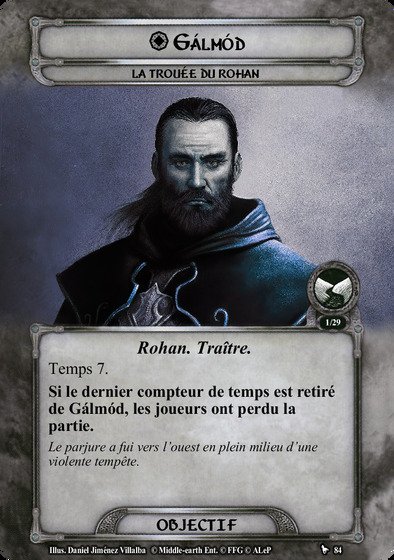 Gálmód
La Trouée du Rohan
1/29
Rohan. Traître.
Temps 7.
Si le dernier compteur de temps est retiré
de Gálmód, les joueurs ont perdu la
partie.
Le parjure a fui vers l’ouest en plein milieu d’une
violente tempête.
Objectif
Illus. Daniel Jiménez Villalba © Middle-earth Ent. © FFG © ALeP 84